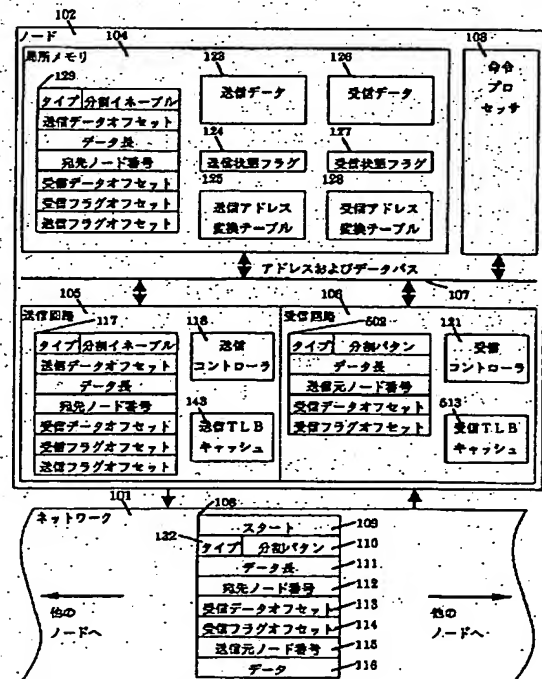 102
ノード
104
局所メモリ
129
タイプ 分割イネーブル
送信データオフセット
データ長
宛先ノード番号
受信データオフセット
受信フラグオフセット
送信フラグオフセット
123
送信データ
124
送信状態フラグ
125
送信アドレス
変換テーブル
126
受信データ
127
受信状態フラグ
128
受信アドレス
変換テーブル
103
命令
プロ
セッサ
アドレスおよびデータバス
107
105
送信回路
117
タイプ 分割イネーブル
送信データオフセット
データ長
宛先ノード番号
受信データオフセット
受信フラグオフセット
送信フラグオフセット
118
送信
コントローラ
143
送信TLB
キャッシュ
106
受信回路
502
タイプ 分割パタン
データ長
送信元ノード番号
受信データオフセット
受信フラグオフセット
121
受信
コントローラ
513
受信TLB
キャッシュ
101
ネットワーク
108
122
スタート 109
タイプ 分割パタン 110
データ長 111
宛先ノード番号 112
受信データオフセット 113
受信フラグオフセット 114
送信元ノード番号 115
データ 116
他の
ノードへ
他の
ノードへ